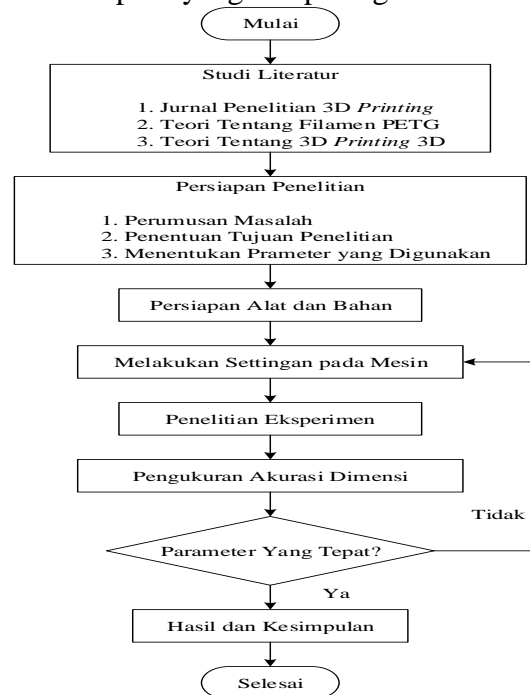 Mulai
Studi Literatur
1. Jurnal Penelitian 3D Printing
2. Teori Tentang Filamen PETG
3. Teori Tentang 3D Printing 3D
Persiapan Penelitian
1. Perumusan Masalah
2. Penentuan Tujuan Penelitian
3. Menentukan Prameter yang Digunakan
Persiapan Alat dan Bahan
Melakukan Settingan pada Mesin
Penelitian Eksperimen
Pengukuran Akurasi Dimensi
Tidak
Parameter Yang Tepat?
Ya
Hasil dan Kesimpulan
Selesai